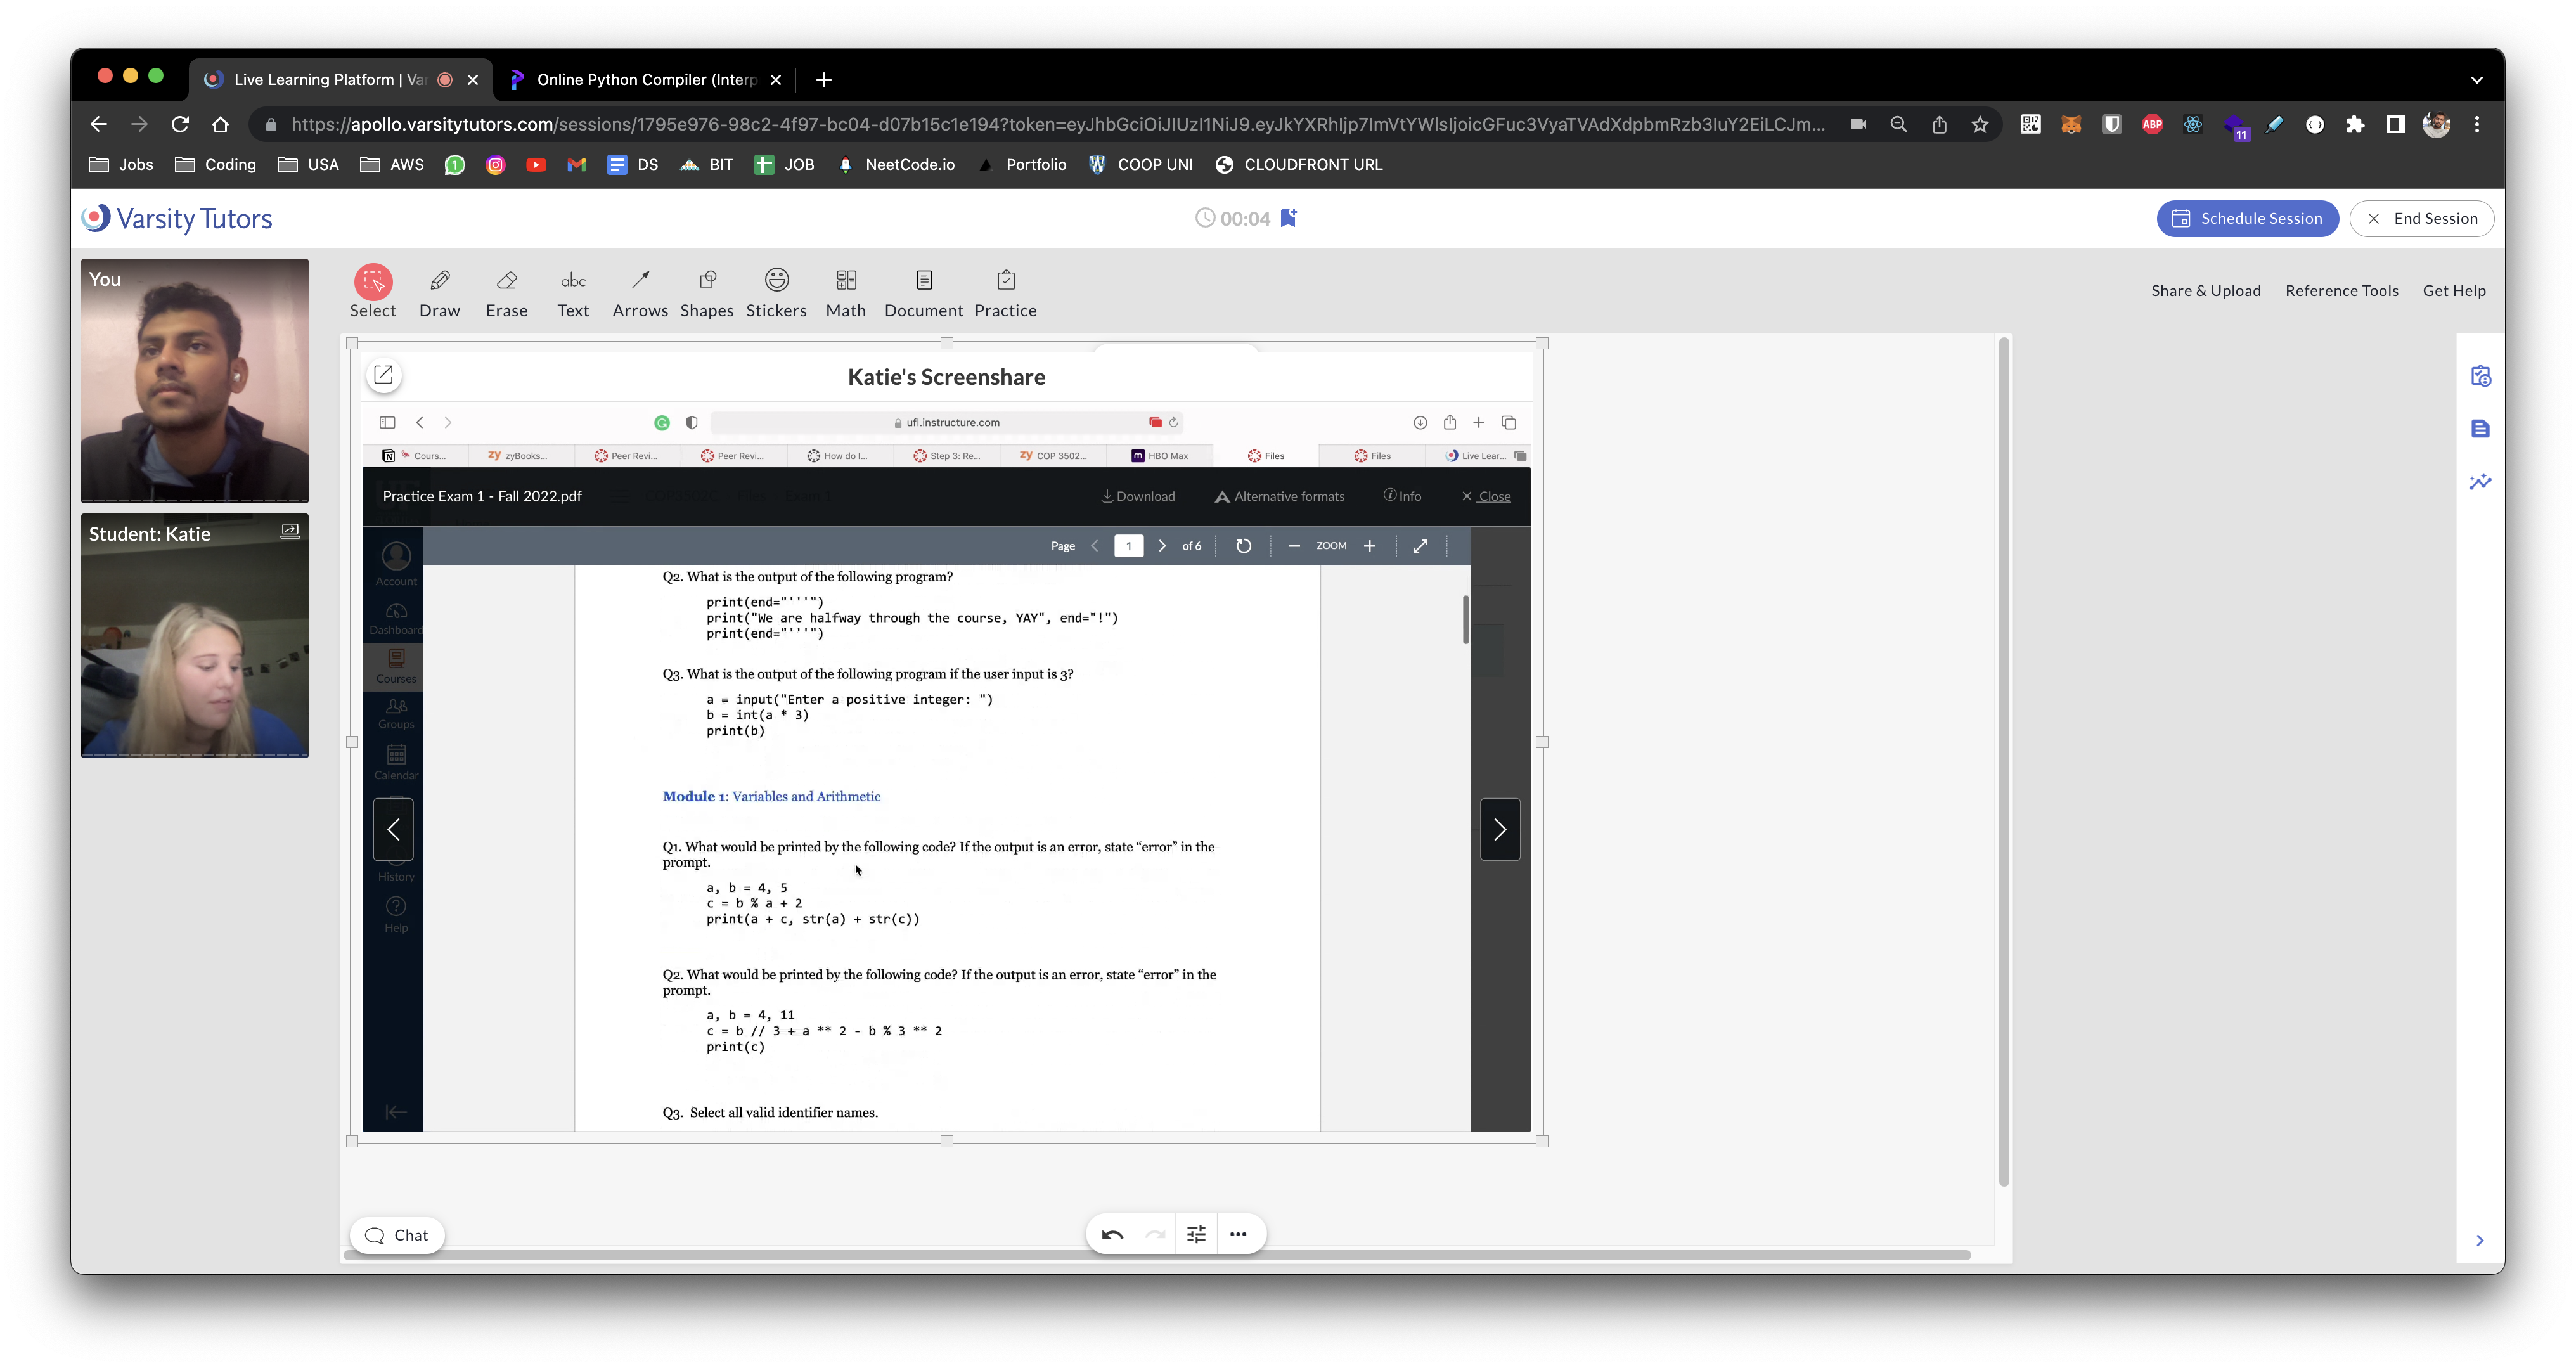 Live Learning Platform | Var
Online Python Compiler (Interp
https://apollo.varsitytutors.com/sessions/1795e976-98c2-4f97-bc04-d07b15c1e194?token=eyJhbGciOiJIUzI1NiJ9.eyJkYXRhIjp7ImVtYWlsIjoicGFuc3VyaTVAdXdpbmRzb3IuY2EiLCJm...
ABP
11
Jobs
Coding
USA
AWS
1
DS
BIT
JOB
NeetCode.io
Portfolio
COOP UNI
CLOUDFRONT URL
Varsity Tutors
00:04
Schedule Session
End Session
You
Student: Katie
abc
Select
Draw
Erase
Text
Arrows
Shapes
Stickers
Math
Document
Practice
Share & Upload
Reference Tools
Get Help
Katie's Screenshare
ufl.instructure.com
Cours...
zy zyBooks...
Peer Revi...
Peer Revi...
How do I...
Step 3: Re...
zy COP 3502...
m HBO Max
Files
Files
Live Lear...
Practice Exam 1 - Fall 2022.pdf
Download
Alternative formats
Info
Close
Page
1
of 6
ZOOM
Account
Dashboard
Courses
Groups
Calendar
History
Help
Q2. What is the output of the following program?
print(end="'''")
print("We are halfway through the course, YAY", end="!")
print(end="'''")
Q3. What is the output of the following program if the user input is 3?
a = input("Enter a positive integer: ")
b = int(a * 3)
print(b)
Module 1: Variables and Arithmetic
Q1. What would be printed by the following code? If the output is an error, state “error” in the
prompt.
a, b = 4, 5
c = b % a + 2
print(a + c, str(a) + str(c))
Q2. What would be printed by the following code? If the output is an error, state “error” in the
prompt.
a, b = 4, 11
c = b // 3 + a ** 2 - b % 3 ** 2
print(c)
Q3. Select all valid identifier names.
Chat